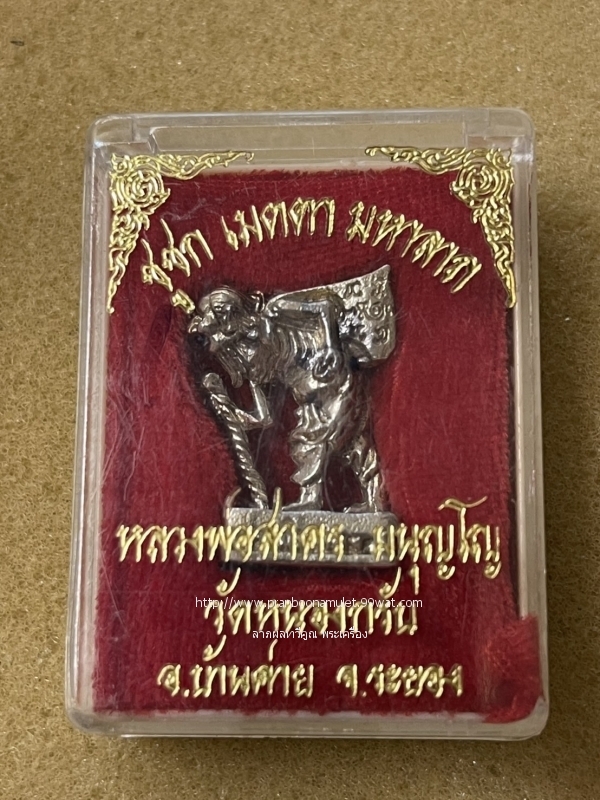 ชูชก เมตตา มหาลาภ
หลวงพ่อสาคร มนุญโญ
http://www.praboonamulet.99wat.com
วัดหนองกรับ
ลาภผลทวีคูณ พระเครื่อง
อ.บ้านค่าย จ.ระยอง